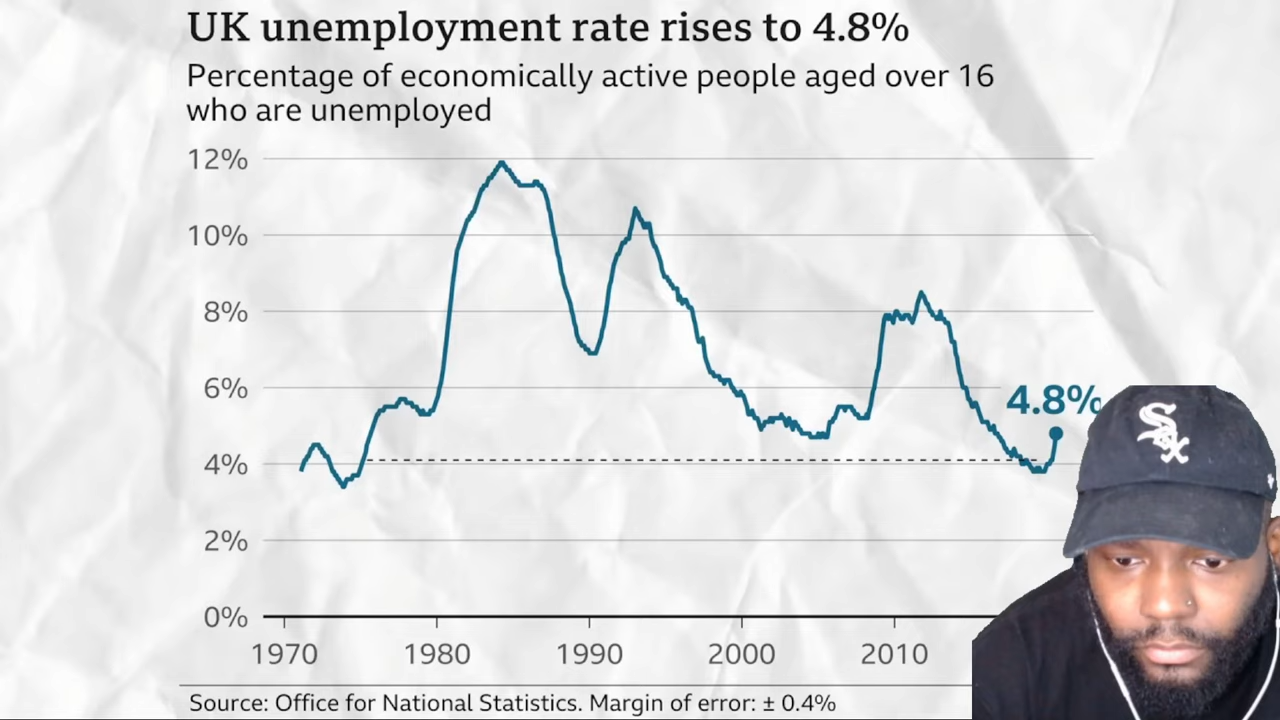 UK unemployment rate rises to 4.8%
Percentage of economically active people aged over 16
who are unemployed
12%
10%
8%
6%
4.8%
4%
2%
0%
1970 1980 1990 2000 2010
Source: Office for National Statistics. Margin of error: ± 0.4%
Sox